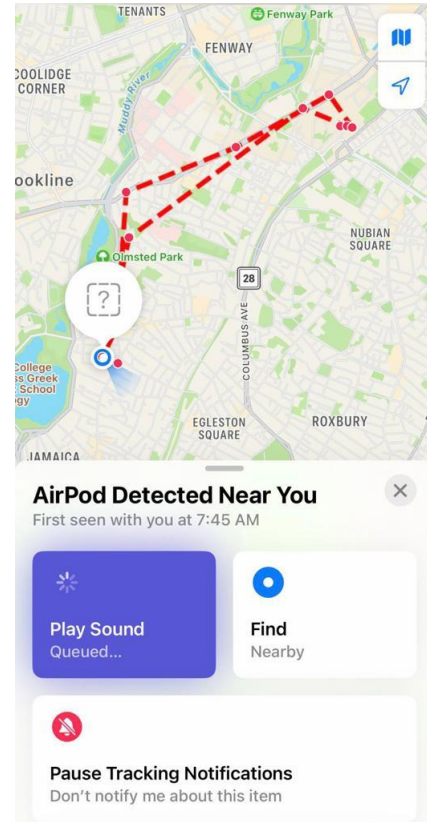 TENANTS
Fenway Park
FENWAY
COOLIDGE
CORNER
Muddy River
ookline
NUBIAN
SQUARE
Olmsted Park
28
?
COLUMBUS AVE
College
ss Greek
School
ogy
EGLESTON
SQUARE
ROXBURY
JAMAICA
AirPod Detected Near You
First seen with you at 7:45 AM
Play Sound
Queued...
Find
Nearby
Pause Tracking Notifications
Don't notify me about this item